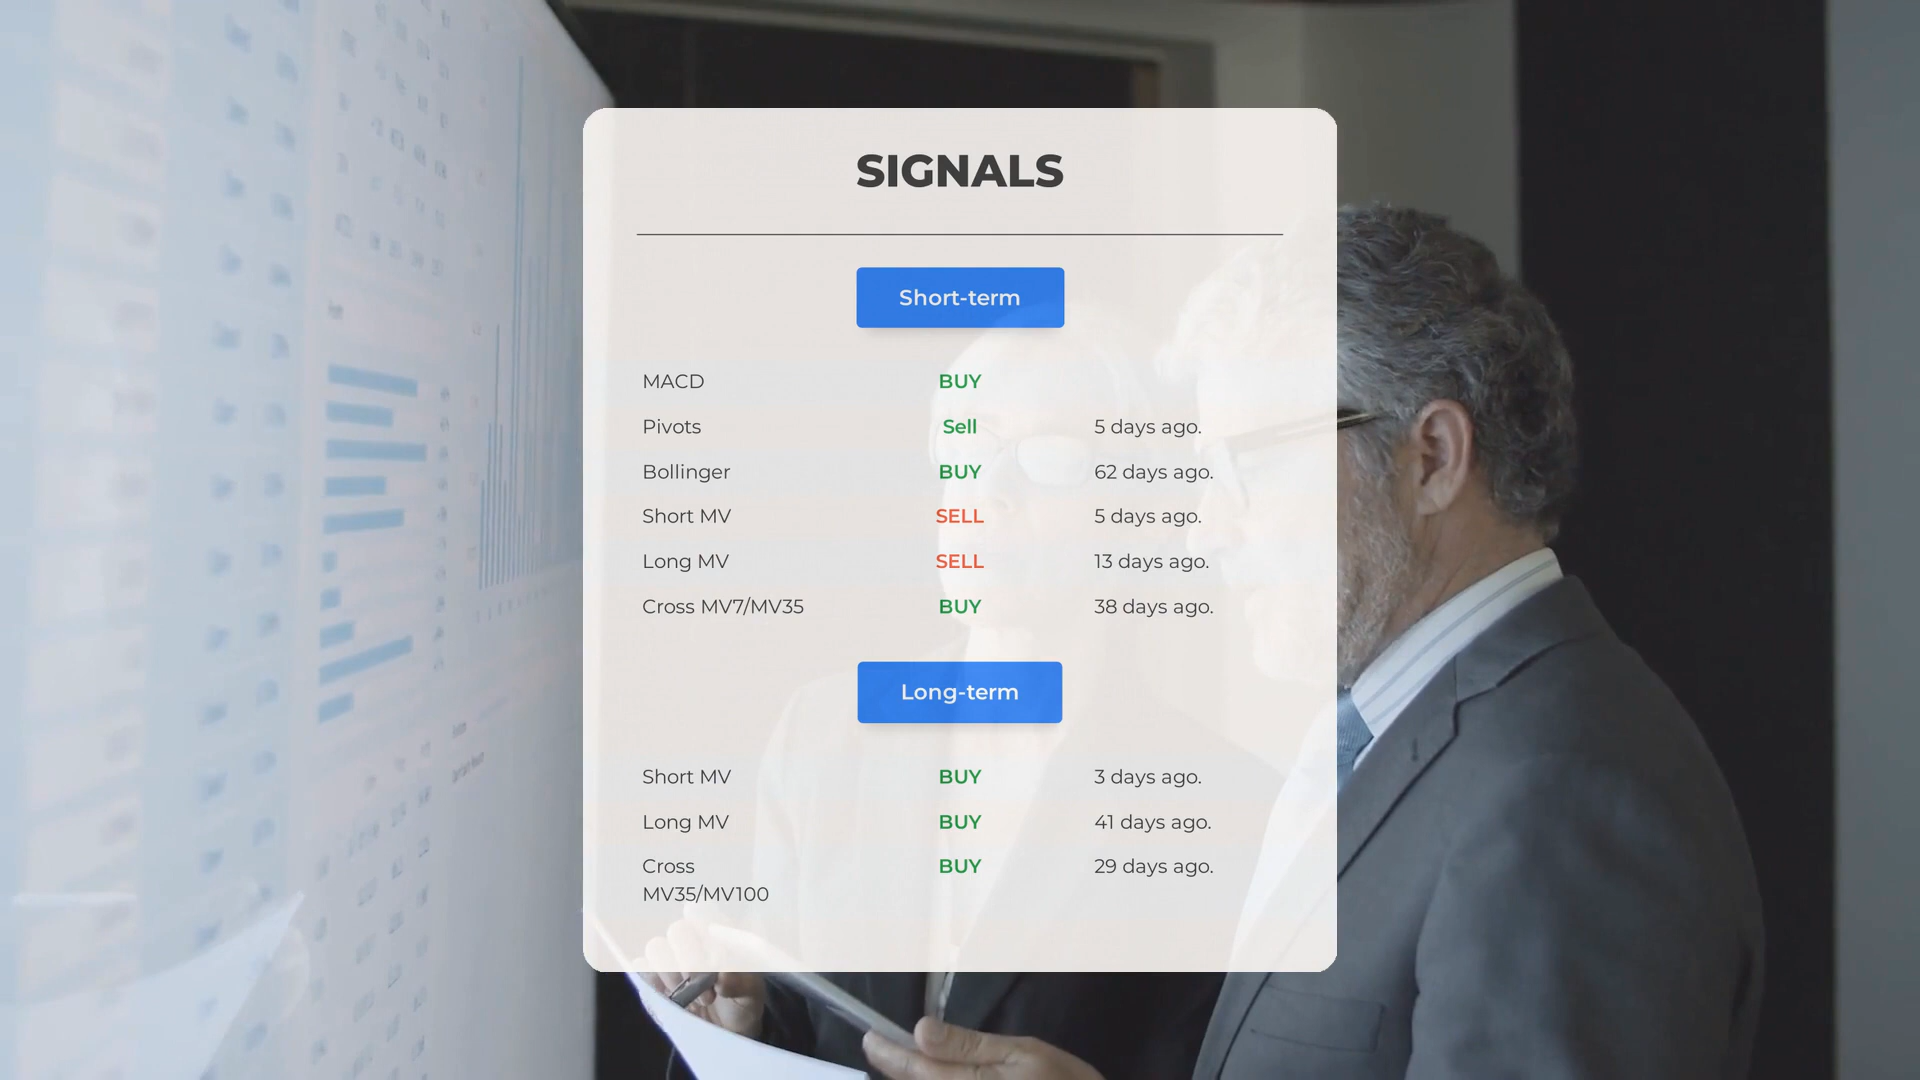 SIGNALS
Short-term
MACD BUY
Pivots Sell 5 days ago.
Bollinger BUY 62 days ago.
Short MV SELL 5 days ago.
Long MV SELL 13 days ago.
Cross MV7/MV35 BUY 38 days ago.
Long-term
Short MV BUY 3 days ago.
Long MV BUY 41 days ago.
Cross BUY 29 days ago.
MV35/MV100